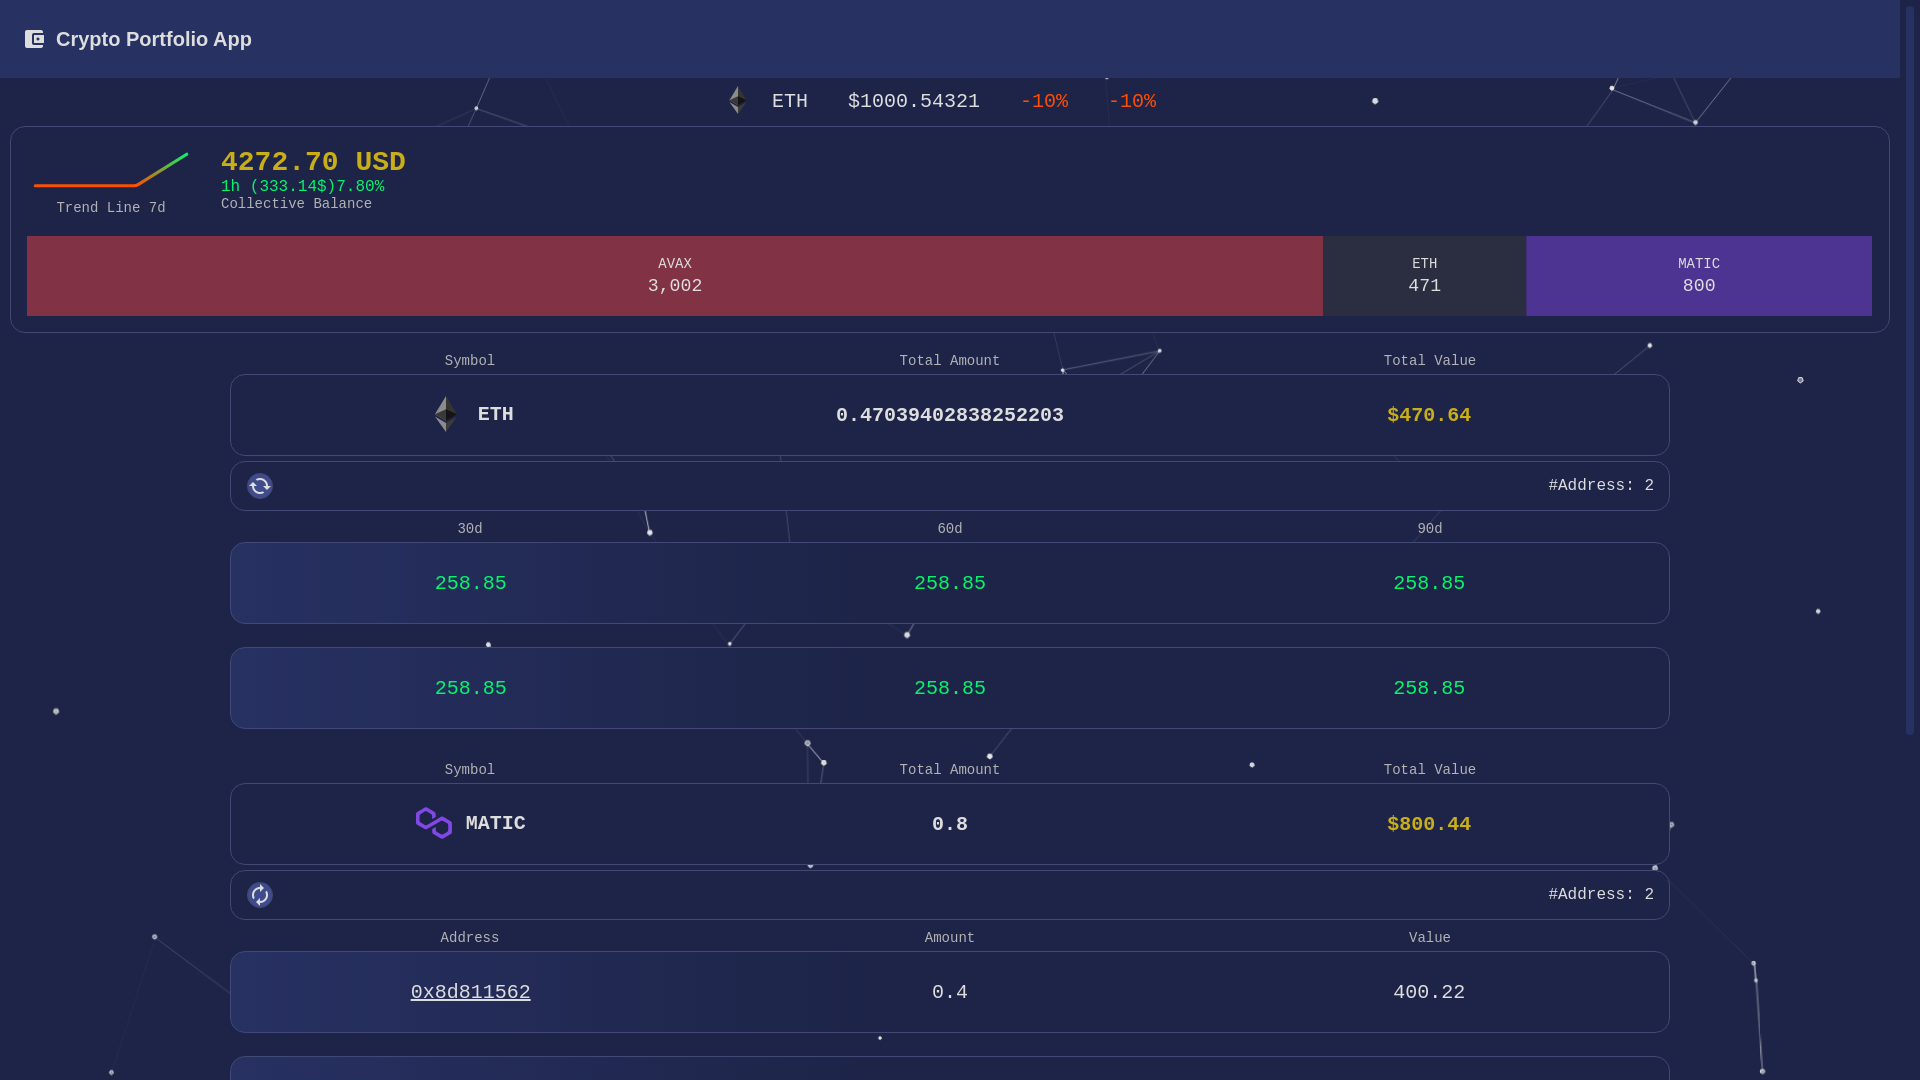 Crypto Portfolio App
ETH $1000.54321 -10% -10%
4272.70 USD
1h (333.14$)7.80%
Collective Balance
Trend Line 7d
AVAX ETH MATIC
3,002 471 800
Symbol Total Amount Total Value
ETH 0.47039402838252203 $470.64
#Address: 2
30d 60d 90d
258.85 258.85 258.85
258.85 258.85 258.85
Symbol Total Amount Total Value
MATIC 0.8 $800.44
#Address: 2
Address Amount Value
0x8d811562 0.4 400.22